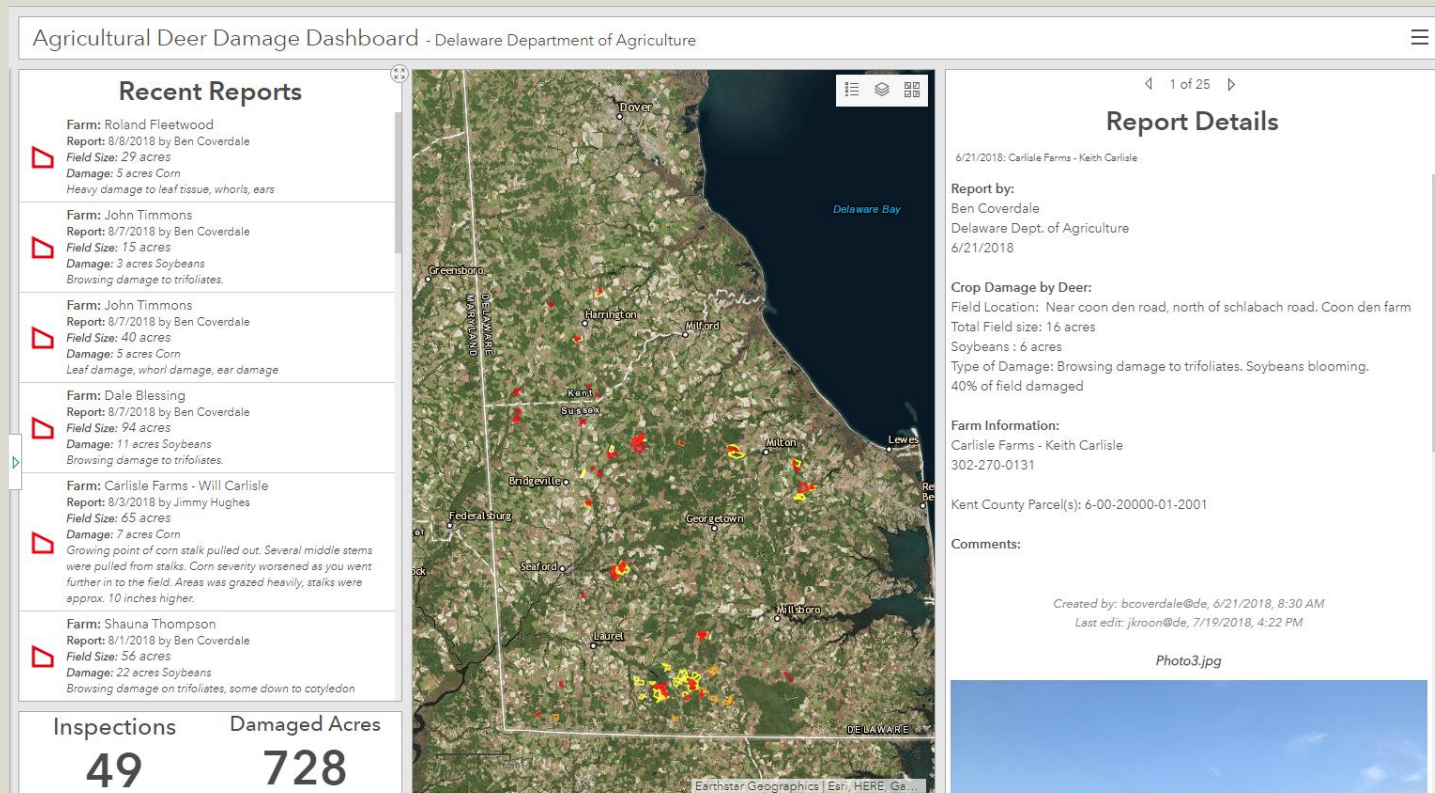 Agricultural Deer Damage Dashboard - Delaware Department of Agriculture
Recent Reports
Farm: Roland Fleetwood
Report: 8/8/2018 by Ben Coverdale
Field Size: 29 acres
Damage: 5 acres Corn
Heavy damage to leaf tissue, whorls, ears
Farm: John Timmons
Report: 8/7/2018 by Ben Coverdale
Field Size: 15 acres
Damage: 3 acres Soybeans
Browsing damage to trifoliates.
Farm: John Timmons
Report: 8/7/2018 by Ben Coverdale
Field Size: 40 acres
Damage: 5 acres Corn
Leaf damage, whorl damage, ear damage
Farm: Dale Blessing
Report: 8/7/2018 by Ben Coverdale
Field Size: 94 acres
Damage: 11 acres Soybeans
Browsing damage to trifoliates.
Farm: Carlisle Farms - Will Carlisle
Report: 8/3/2018 by Jimmy Hughes
Field Size: 65 acres
Damage: 7 acres Corn
Growing point of corn stalk pulled out. Several middle stems
were pulled from stalks. Corn severity worsened as you went
further in to the field. Areas was grazed heavily, stalks were
approx. 10 inches higher.
Farm: Shauna Thompson
Report: 8/1/2018 by Ben Coverdale
Field Size: 56 acres
Damage: 22 acres Soybeans
Browsing damage on trifoliates, some down to cotyledon
Inspections
49
Damaged Acres
728
Dover
Delaware Bay
Greensboro
MARYLAND
DELAWARE
Harrington
Milford
Kent
Sussex
Milton
Lewes
Re
Be
Bridgeville
Federalsburg
Georgetown
Seaford
ck
Millsboro
Laurel
DELAWARE
Earthstar Geographics | Esri, HERE, Ga...
1 of 25
Report Details
6/21/2018: Carlisle Farms - Keith Carlisle
Report by:
Ben Coverdale
Delaware Dept. of Agriculture
6/21/2018
Crop Damage by Deer:
Field Location: Near coon den road, north of schlabach road. Coon den farm
Total Field size: 16 acres
Soybeans : 6 acres
Type of Damage: Browsing damage to trifoliates. Soybeans blooming.
40% of field damaged
Farm Information:
Carlisle Farms - Keith Carlisle
302-270-0131
Kent County Parcel(s): 6-00-20000-01-2001
Comments:
Created by: bcoverdale@de, 6/21/2018, 8:30 AM
Last edit: jkroon@de, 7/19/2018, 4:22 PM
Photo3.jpg